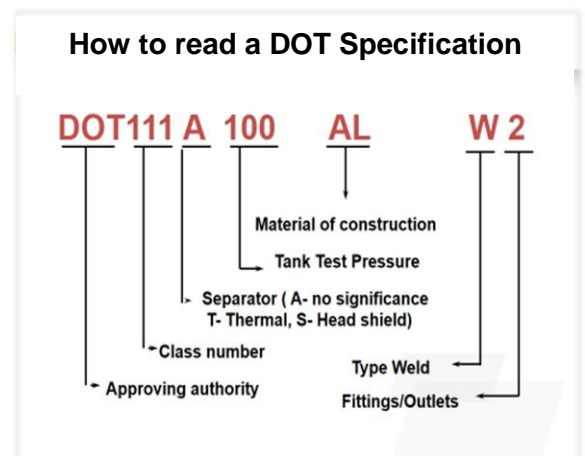 How to read a DOT Specification
DOT111 A 100 AL W 2
Material of construction
Tank Test Pressure
Separator ( A- no significance
T- Thermal, S- Head shield)
Class number
Type Weld
Approving authority
Fittings/Outlets